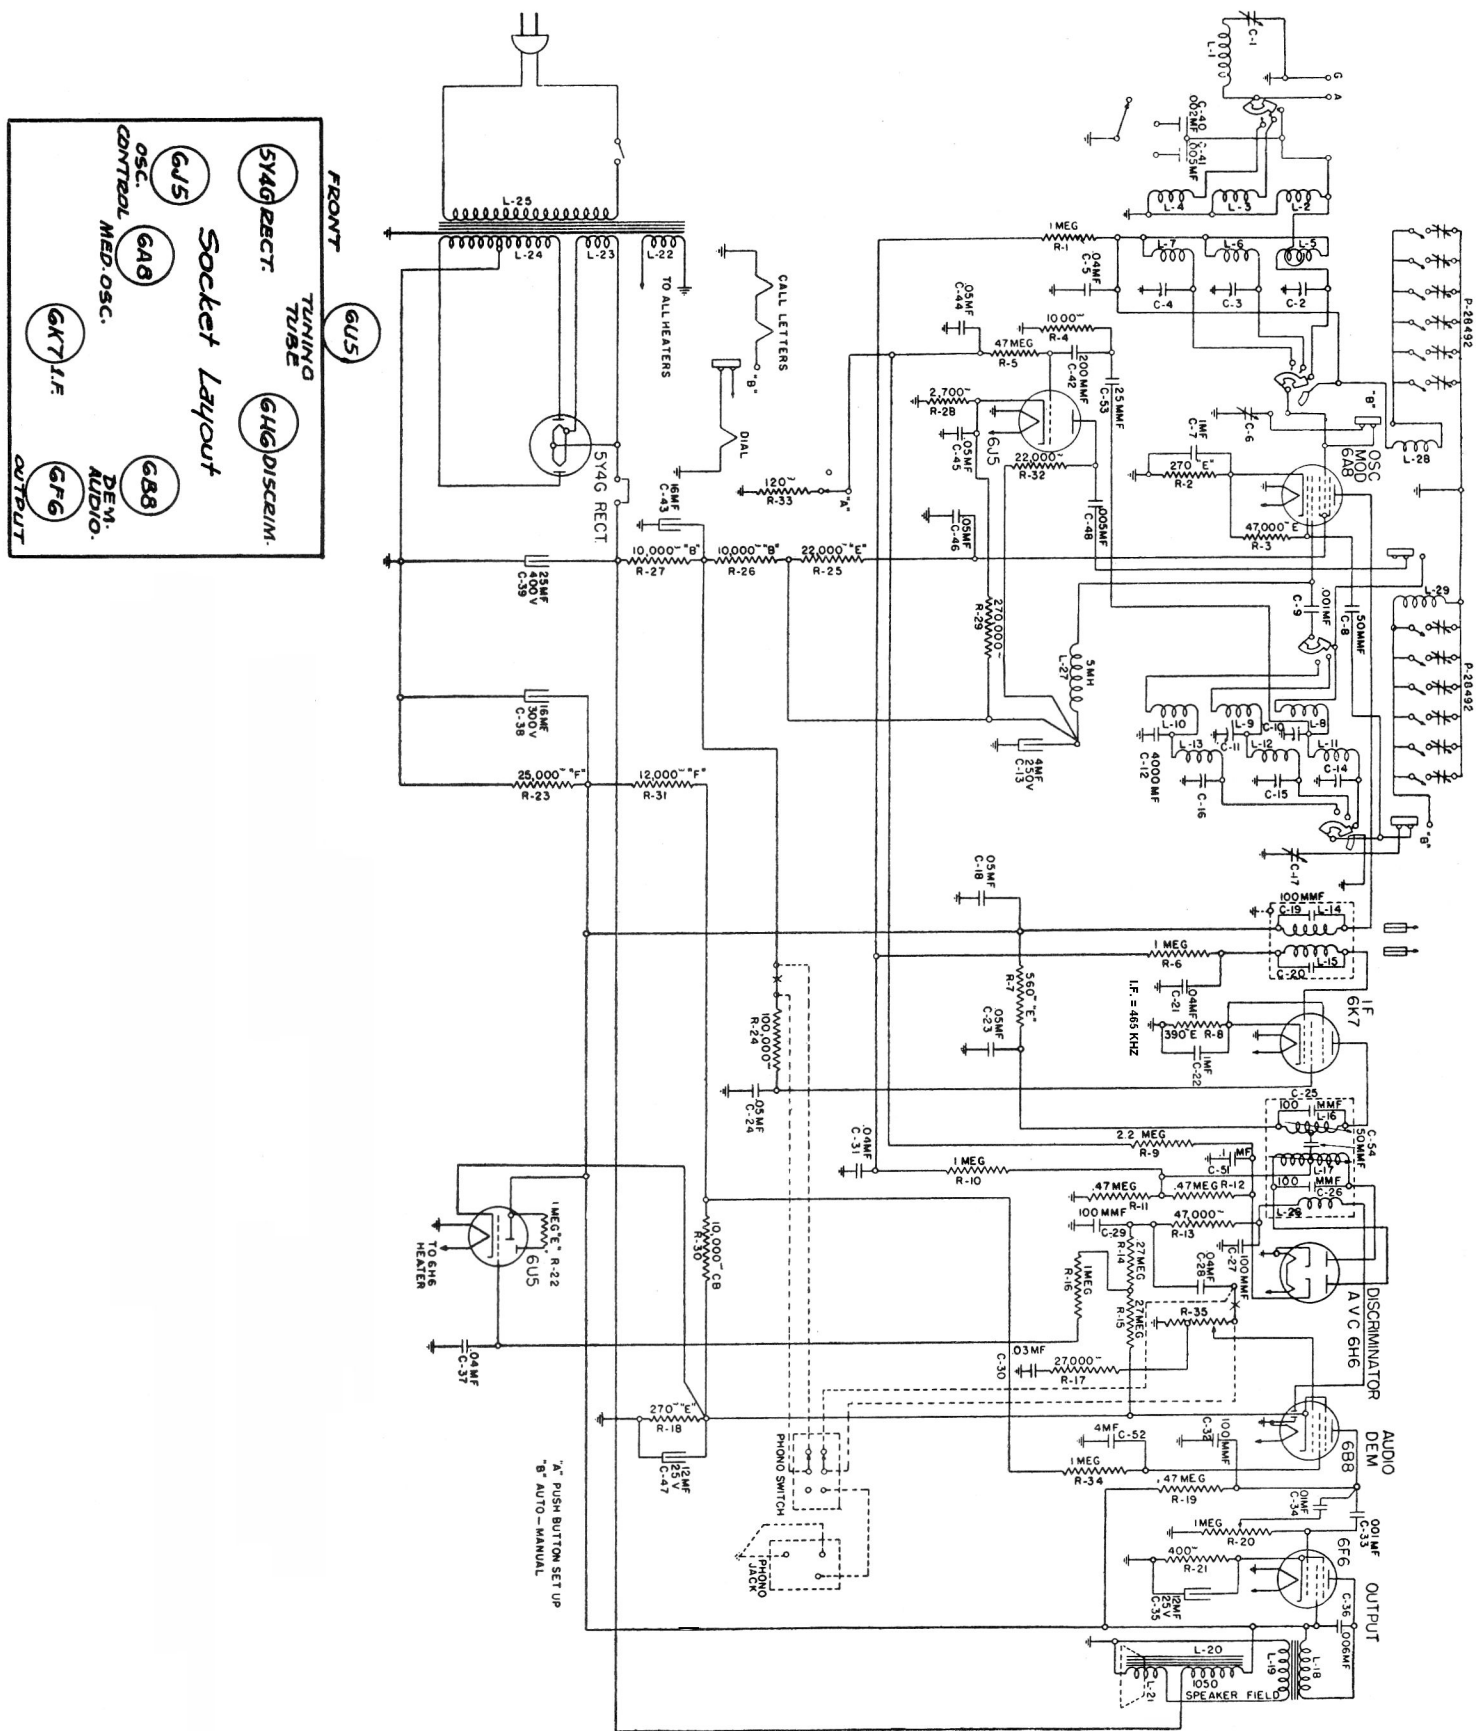 G
A
C-1
L-1
C-40
.002MF
C-41
.005MF
L-4
L-3
L-2
P-28492
1 MEG
R-1
.04MF
C-5
L-7
L-6
L-5
C-4
C-3
C-2
.05MF
C-44
1000~
R-4
47MEG
R-5
200MMF
C-42
25MMF
C-53
"B"
C-6
L-28
2,700~
R-28
6J5
.05MF
C-45
22,000~
R-32
.1MF
C-7
270 "E"
R-2
OSC
MOD
6A8
47,000~E
R-3
.005MF
C-48
.05MF
C-46
270,000~
R-29
.001MF
C-9
50MMF
C-8
L-29
P-28492
5MH
L-27
L-10
L-9
L-8
C-10
C-11
L-13
L-12
L-11
4000MF
C-12
C-14
C-15
C-16
4MF
250V
C-13
"B"
C-17
L-25
L-24
L-23
L-22
TO ALL HEATERS
CALL LETTERS
"B"
DIAL
5Y4G RECT.
16MF
C-43
120~
R-33
"A"
25MF
400V
C-39
10,000~"B"
R-27
10,000~"B"
R-26
22,000~"E"
R-25
16MF
300V
C-38
25,000~"F"
R-23
12,000~"F"
R-31
.05MF
C-18
100MMF
C-19
L-14
L-15
C-20
1 MEG
R-6
560~"E"
R-7
.04MF
C-21
390 E
R-8
1MF
C-22
IF
6K7
I.F. = 465 KHZ
.05MF
C-23
100,000~
R-24
.05MF
C-24
C-25
100
MMF
L-16
C-54
50MMF
L-17
100
MMF
C-26
L-26
2.2 MEG
R-9
.1
MF
C-51
.04MF
C-31
1 MEG
R-10
.47MEG
R-11
.47MEG
R-12
100MMF
C-29
47,000~
R-13
C-27
100MMF
.04MF
C-28
.27MEG
R-14
27MEG
R-15
1MEG
R-16
R-35
DISCRIMINATOR
A V C 6H6
1MEG"E"
R-22
6U5
TO 6H6
HEATER
.04MF
C-37
10,000~CB
R-30
.03MF
C-30
27,000~
R-17
270~"E"
R-18
12MF
25V
C-47
4MF
C-52
100MMF
C-32
AUDIO
DEM
6B8
1MEG
R-34
.47MEG
R-19
.01MF
C-34
.001MF
C-33
1MEG
R-20
6F6
OUTPUT
400~
R-21
12MF
25V
C-35
C-36
.006MF
L-20
L-19
L-18
L-21
1050
SPEAKER FIELD
PHONO SWITCH
PHONO
JACK
"A" PUSH BUTTON SET UP
"B" AUTO-MANUAL
FRONT
5Y4G
RECT.
6U5
TUNING
TUBE
6H6
DISCRIM.
6J5
OSC.
CONTROL
6A8
MED.OSC.
Socket Layout
6K7
I.F.
6B8
DEM.
AUDIO.
6F6
OUTPUT